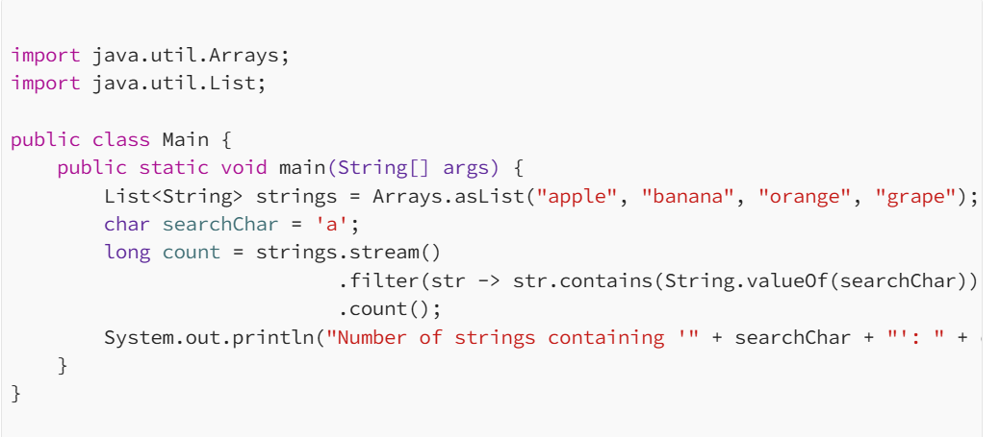 import java.util.Arrays;
import java.util.List;
public class Main {
    public static void main(String[] args) {
        List<String> strings = Arrays.asList("apple", "banana", "orange", "grape");
        char searchChar = 'a';
        long count = strings.stream()
                            .filter(str -> str.contains(String.valueOf(searchChar))
                            .count();
        System.out.println("Number of strings containing '" + searchChar + "': " +
    }
}